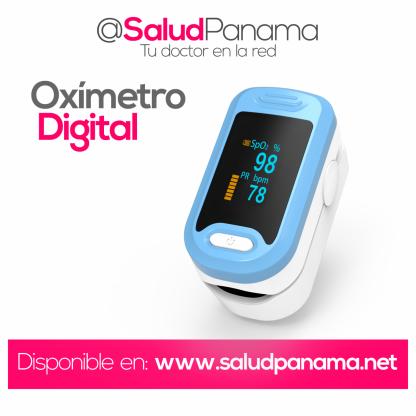 @SaludPanama
Tu doctor en la red
Oxímetro
Digital
SpO₂ %
98
PR bpm
78
Disponible en: www.saludpanama.net